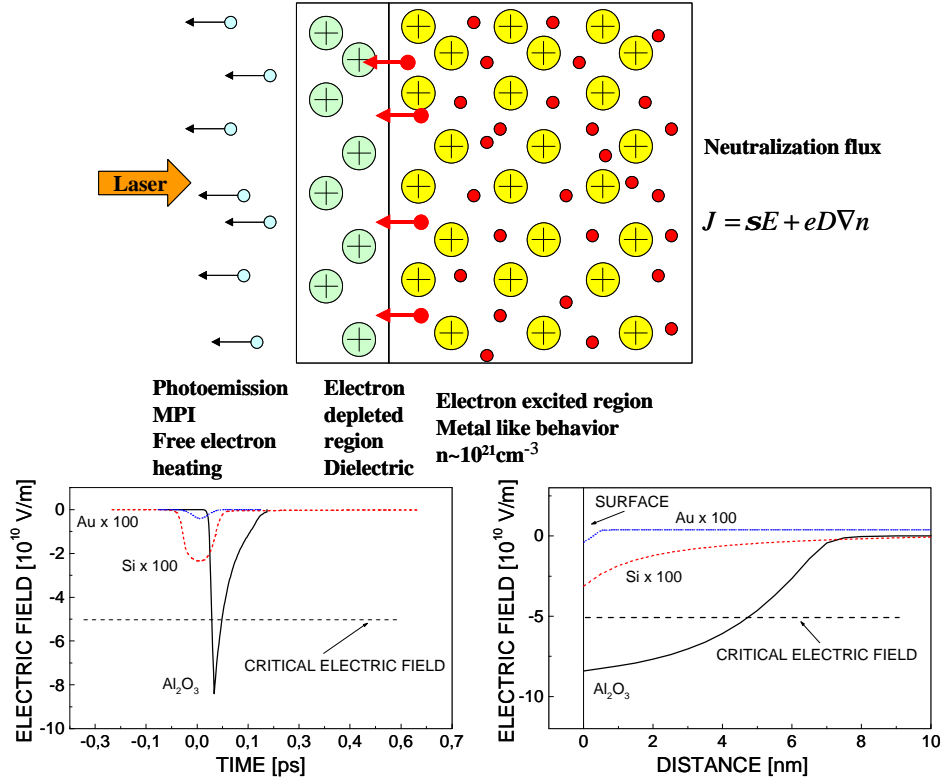 Laser
Neutralization flux
J = sE + eD∇n
Photoemission
MPI
Free electron
heating
Electron
depleted
region
Dielectric
Electron excited region
Metal like behavior
n~10²¹cm⁻³
ELECTRIC FIELD [10¹⁰ V/m]
0
-2
-4
-6
-8
-10
Au x 100
Si x 100
CRITICAL ELECTRIC FIELD
Al₂O₃
-0,3 -0,2 0,0 0,1 0,2 0,3 0,4 0,5 0,6 0,7
TIME [ps]
ELECTRIC FIELD [10¹⁰ V/m]
0
-5
-10
SURFACE
Au x 100
Si x 100
CRITICAL ELECTRIC FIELD
Al₂O₃
0 2 4 6 8 10
DISTANCE [nm]